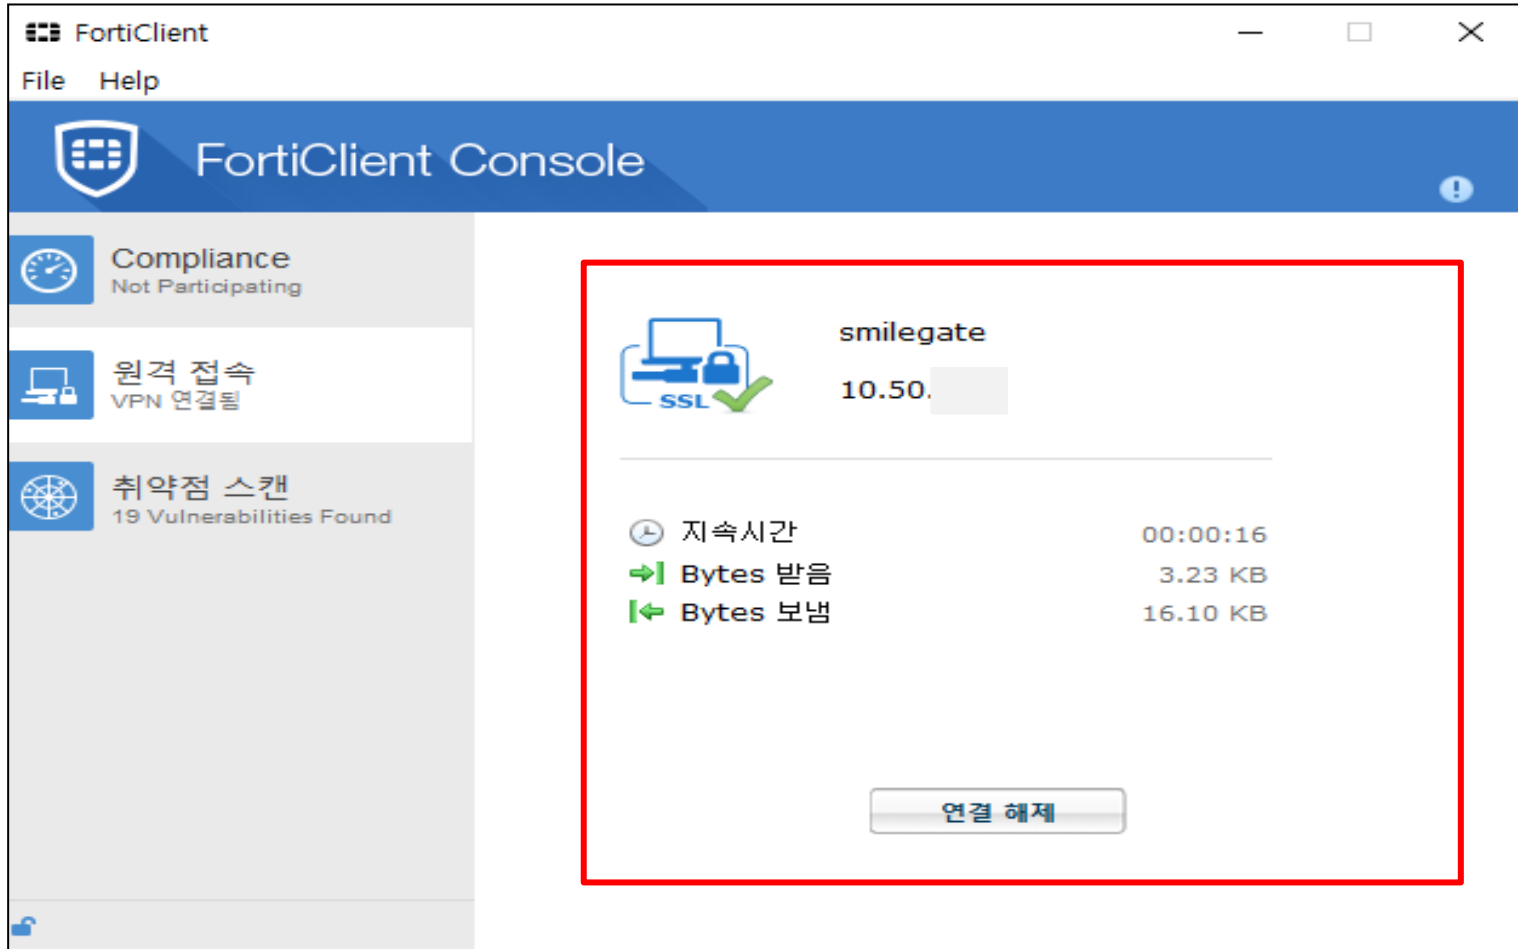 FortiClient
File Help
FortiClient Console
Compliance
Not Participating
원격 접속
VPN 연결됨
취약점 스캔
19 Vulnerabilities Found
smilegate
10.50.
SSL
지속시간 00:00:16
Bytes 받음 3.23 KB
Bytes 보냄 16.10 KB
연결 해제